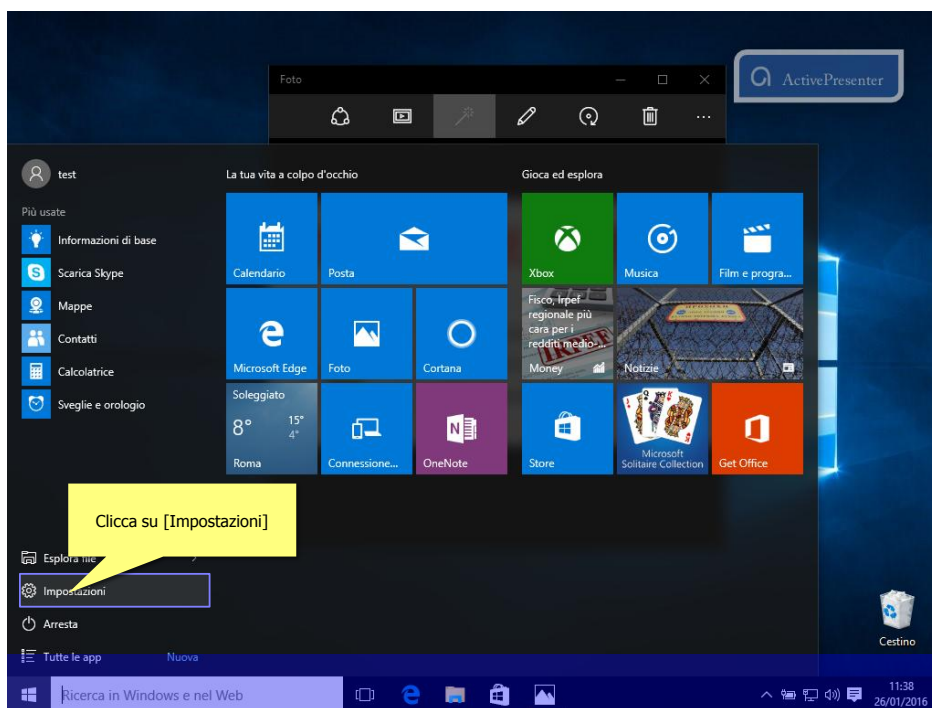 Foto
ActivePresenter
test
Più usate
Informazioni di base
Scarica Skype
Mappe
Contatti
Calcolatrice
Sveglie e orologio
La tua vita a colpo d'occhio
Calendario
Posta
Microsoft Edge
Foto
Cortana
Soleggiato
8°
15°
4°
Roma
Connessione...
OneNote
Gioca ed esplora
Xbox
Musica
Film e progra...
Fisco, Irpef
regionale più
cara per i
redditi medio-...
Money
Notizie
Store
Microsoft
Solitaire Collection
Get Office
Clicca su [Impostazioni]
Esplora file
Impostazioni
Arresta
Tutte le app
Nuova
Cestino
Ricerca in Windows e nel Web
11:38
26/01/2016